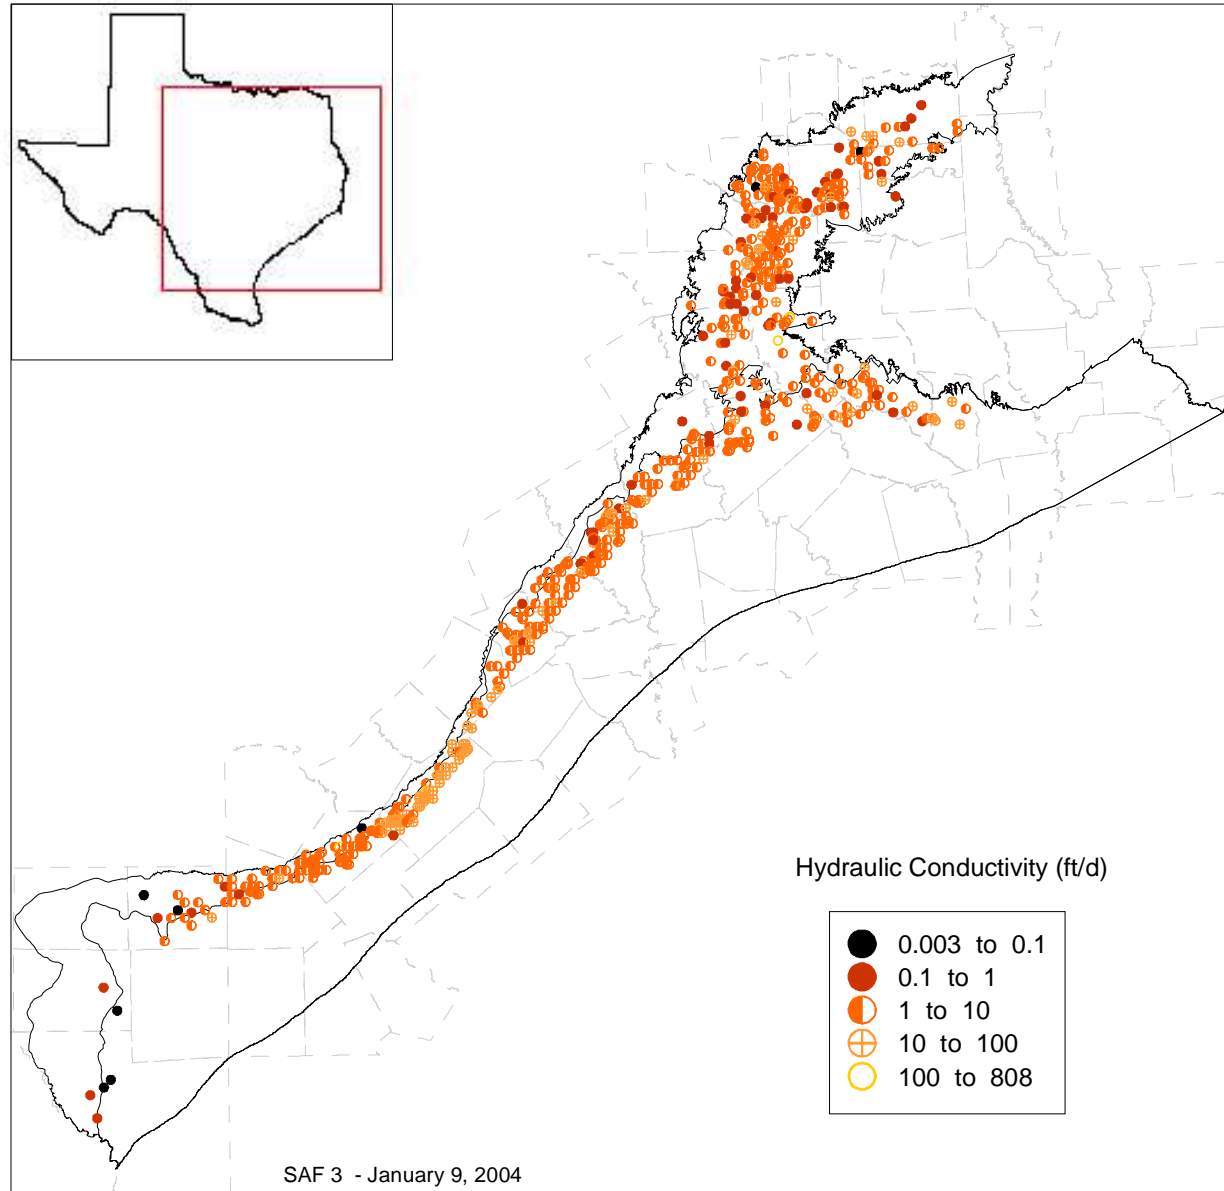 Hydraulic Conductivity (ft/d)
0.003 to 0.1
0.1 to 1
1 to 10
10 to 100
100 to 808
SAF 3 - January 9, 2004